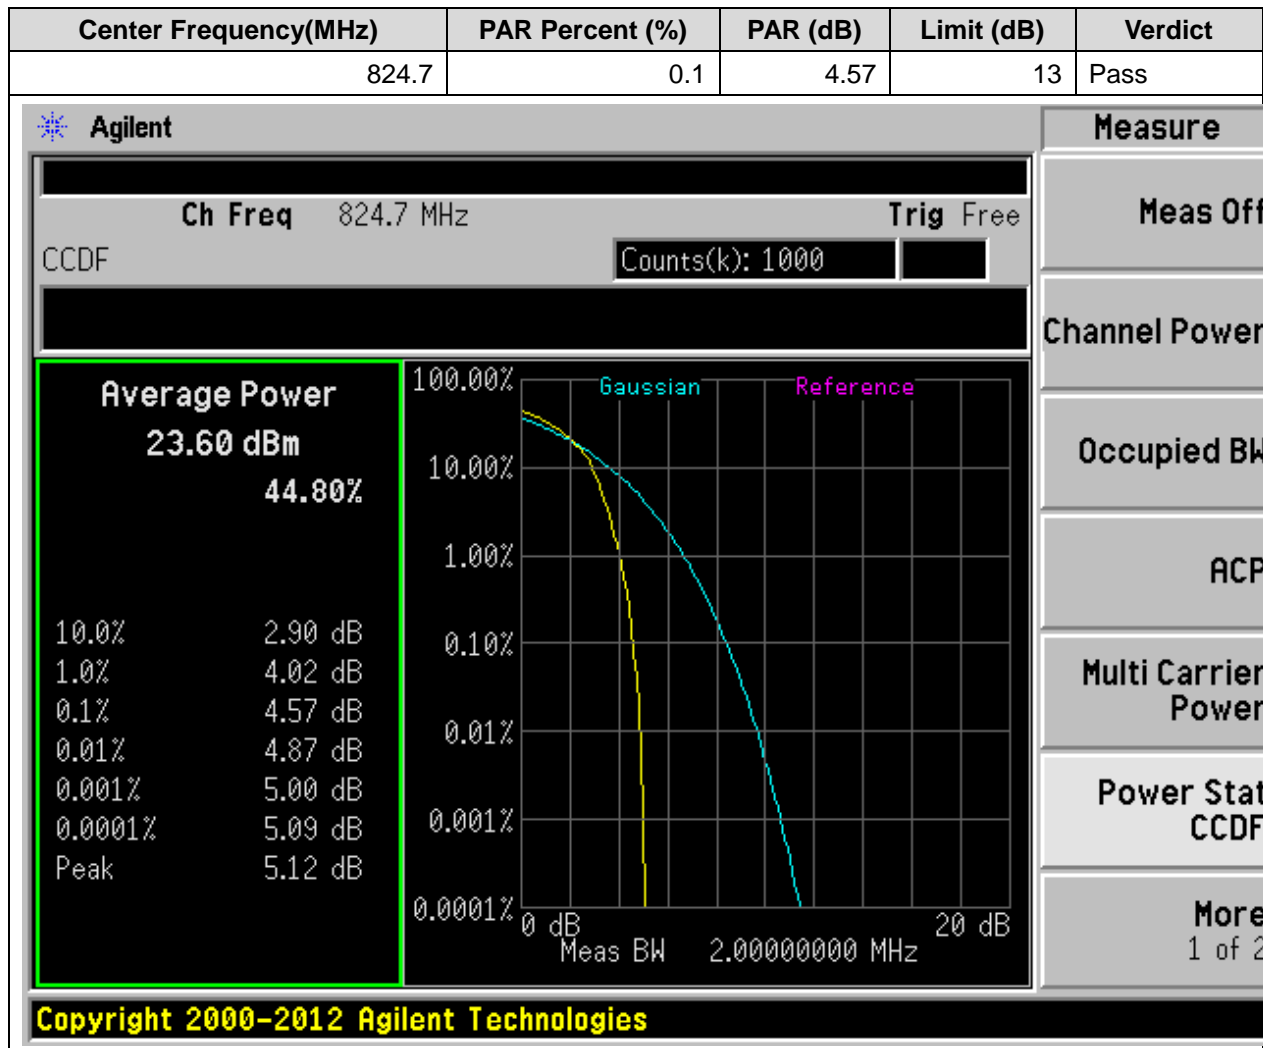 Center Frequency(MHz) PAR Percent (%) PAR (dB) Limit (dB) Verdict
824.7 0.1 4.57 13 Pass
Agilent
Measure
Ch Freq 824.7 MHz Trig Free
Meas Off
CCDF Counts(k): 1000
Channel Power
Average Power
23.60 dBm
44.80%
10.0% 2.90 dB
1.0% 4.02 dB
0.1% 4.57 dB
0.01% 4.87 dB
0.001% 5.00 dB
0.0001% 5.09 dB
Peak 5.12 dB
100.00% Gaussian Reference
10.00%
1.00%
0.10%
0.01%
0.001%
0.0001%
0 dB 20 dB
Meas BW 2.00000000 MHz
Occupied BW
ACP
Multi Carrier
Power
Power Stat
CCDF
More
1 of 2
Copyright 2000-2012 Agilent Technologies